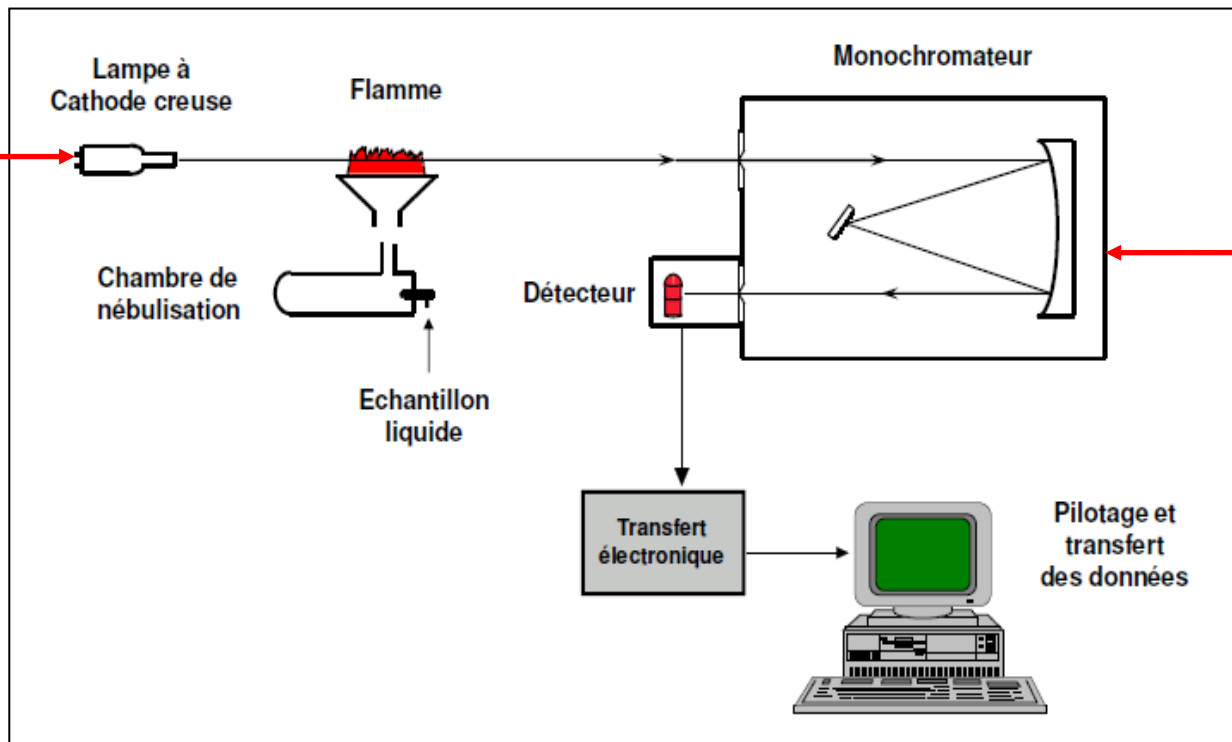 Lampe à
Cathode creuse
Flamme
Monochromateur
Chambre de
nébulisation
Détecteur
Echantillon
liquide
Transfert
électronique
Pilotage et
transfert
des données